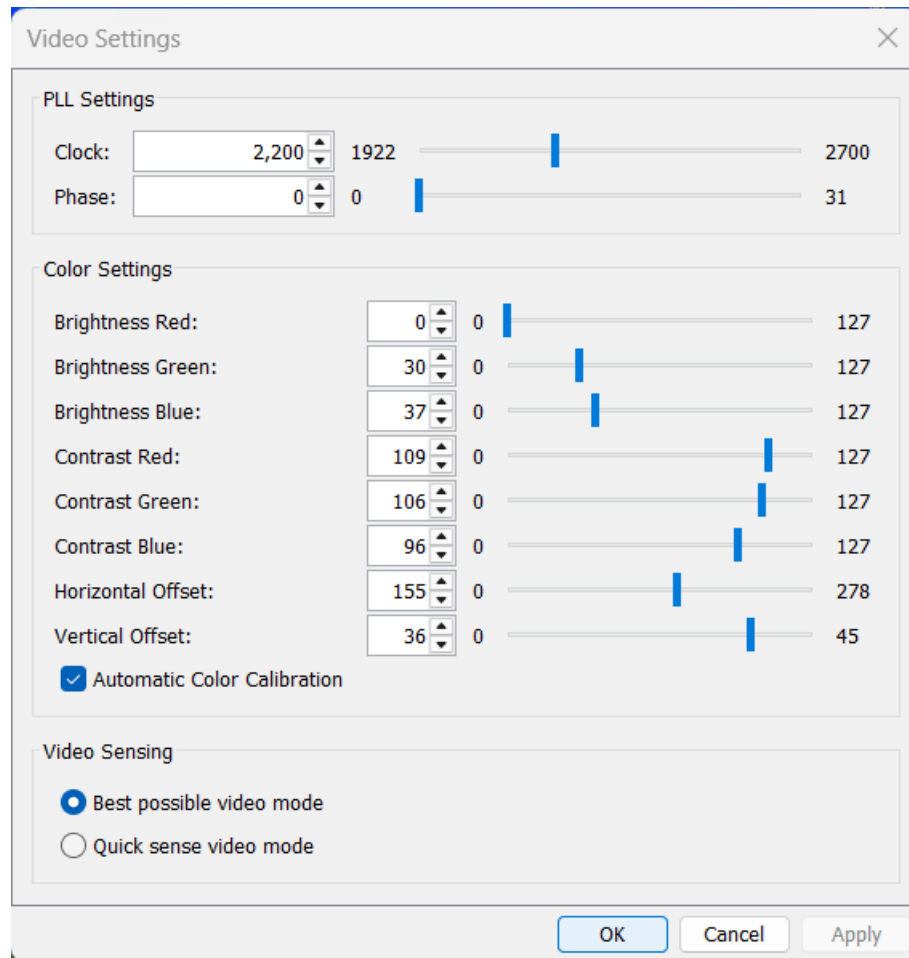 Video Settings
PLL Settings
Clock: 2,200 1922 2700
Phase: 0 0 31
Color Settings
Brightness Red: 0 0 127
Brightness Green: 30 0 127
Brightness Blue: 37 0 127
Contrast Red: 109 0 127
Contrast Green: 106 0 127
Contrast Blue: 96 0 127
Horizontal Offset: 155 0 278
Vertical Offset: 36 0 45
Automatic Color Calibration
Video Sensing
Best possible video mode
Quick sense video mode
OK Cancel Apply